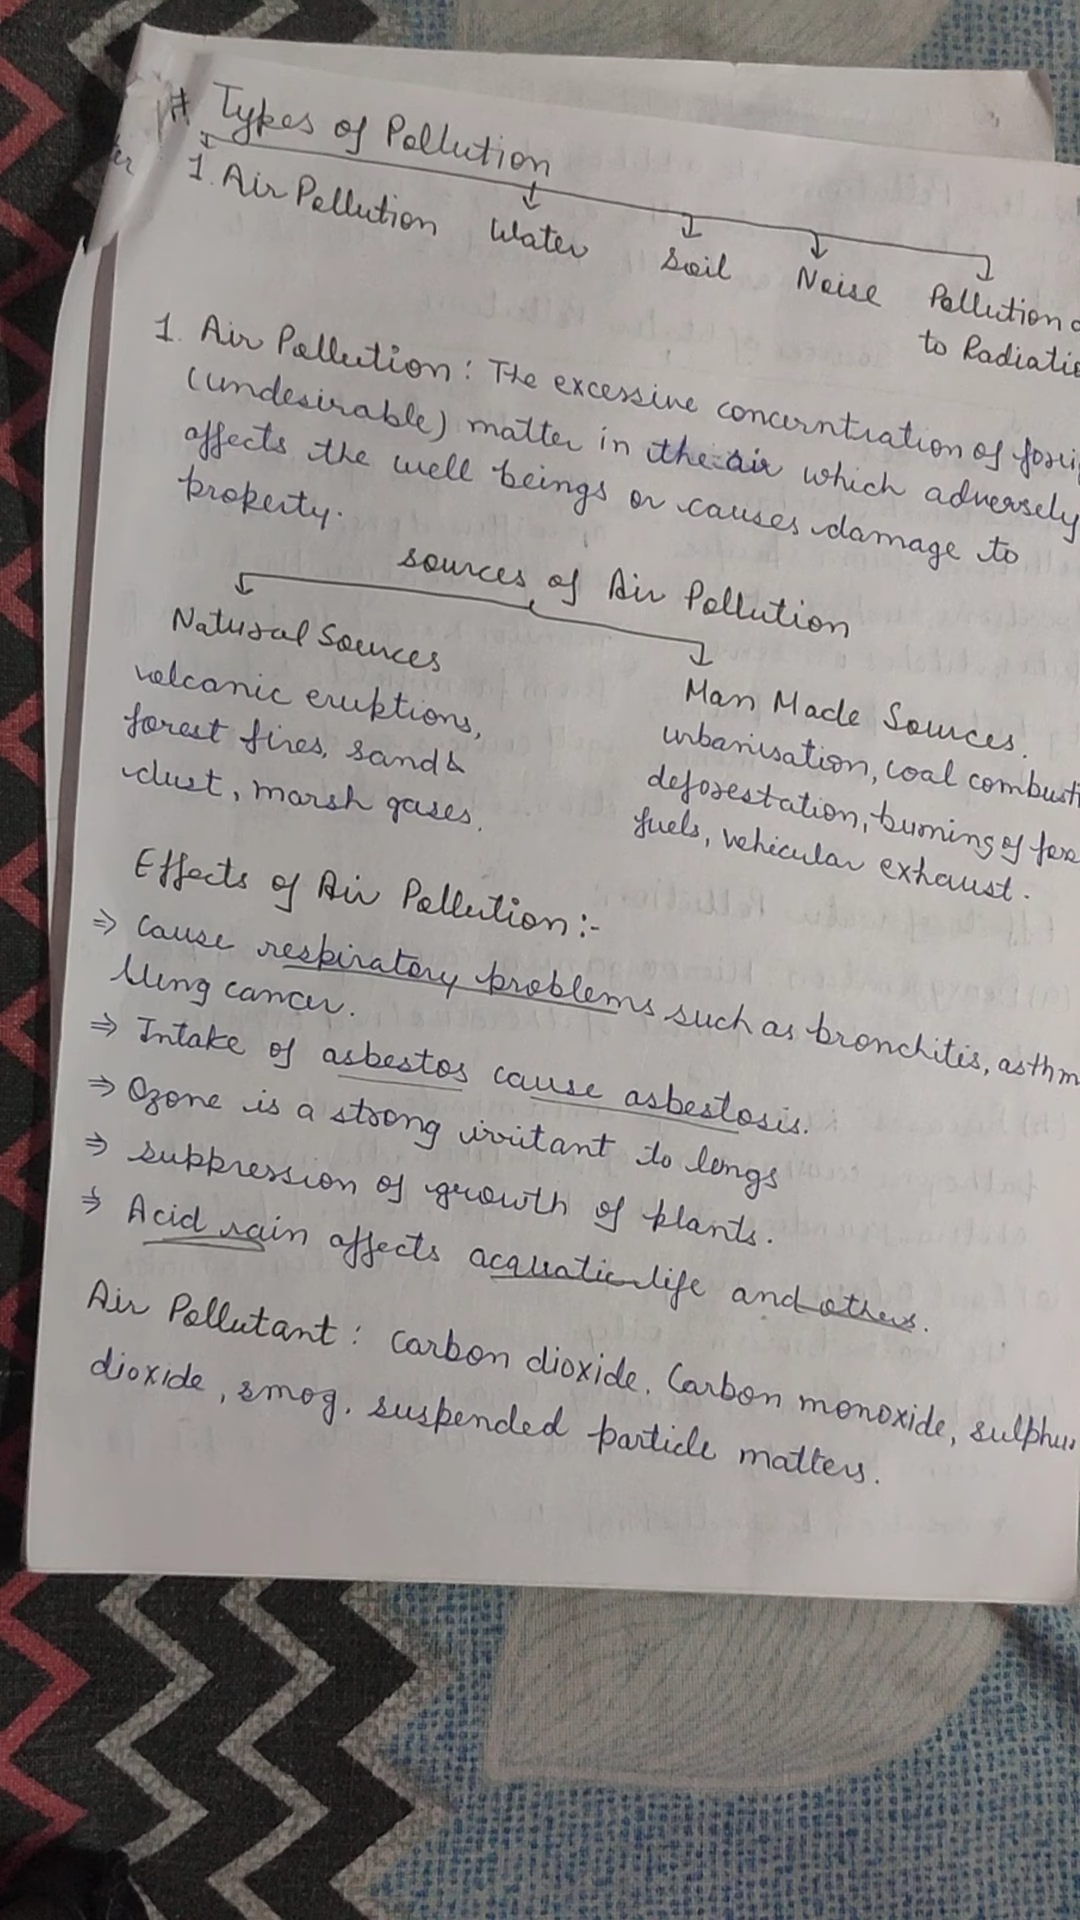 # Types of Pollution
1. Air Pollution Water Soil Noise Pollution
to
1. Air Pollution : The excessive concerntration of
(undesirable) matter in the air which adversely
affects the well beings or causes damage to
property.
sources of Air Pollution
Natural Sources
volcanic eruptions,
forest fires, sand &
dust, marsh gases.
Man Made Sources.
urbanisation, coal combusti
deforestation, burning of
fuels, vehicular exhaust.
Effects of Air Pollution :-
⇒ Cause respiratory problems such as bronchitis, asthm
lung cancer.
⇒ Intake of asbestos cause asbestosis.
⇒ Ozone is a strong irritant to lungs
⇒ suppression of growth of plants.
⇒ Acid rain affects acquatic life and others.
Air Pollutant : Carbon dioxide, Carbon monoxide, sulphur
dioxide, smog, suspended particle matters.